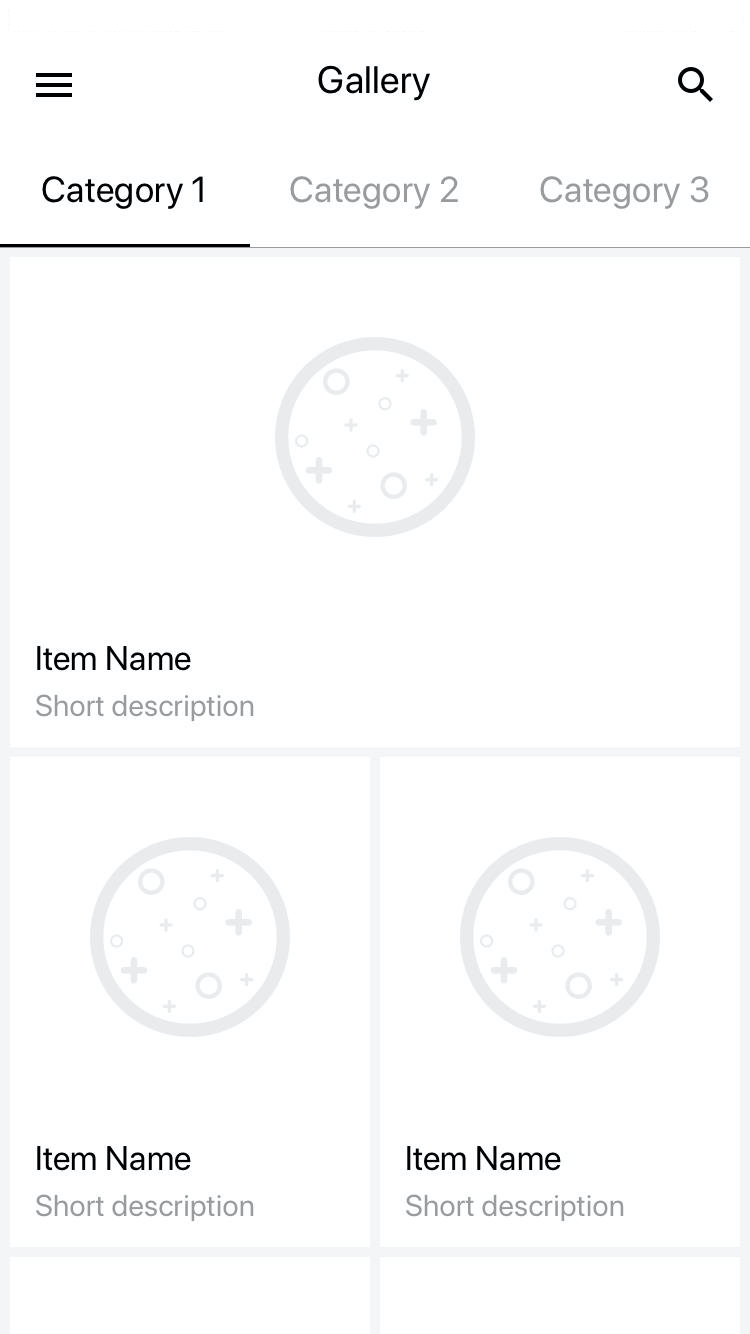 Gallery
Category 1 Category 2 Category 3
Item Name
Short description
Item Name Item Name
Short description Short description